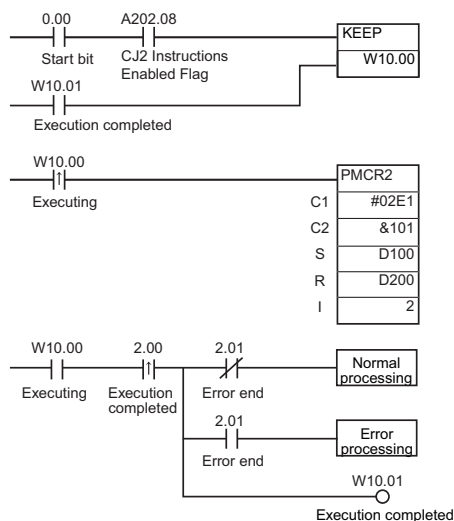 0.00 A202.08
KEEP
W10.00
Start bit CJ2 Instructions
Enabled Flag
W10.01
Execution completed
W10.00
PMCR2
Executing
C1 #02E1
C2 &101
S D100
R D200
I 2
W10.00 2.00 2.01
Normal
processing
Executing Execution
completed Error end
2.01
Error
processing
Error end
W10.01
Execution completed